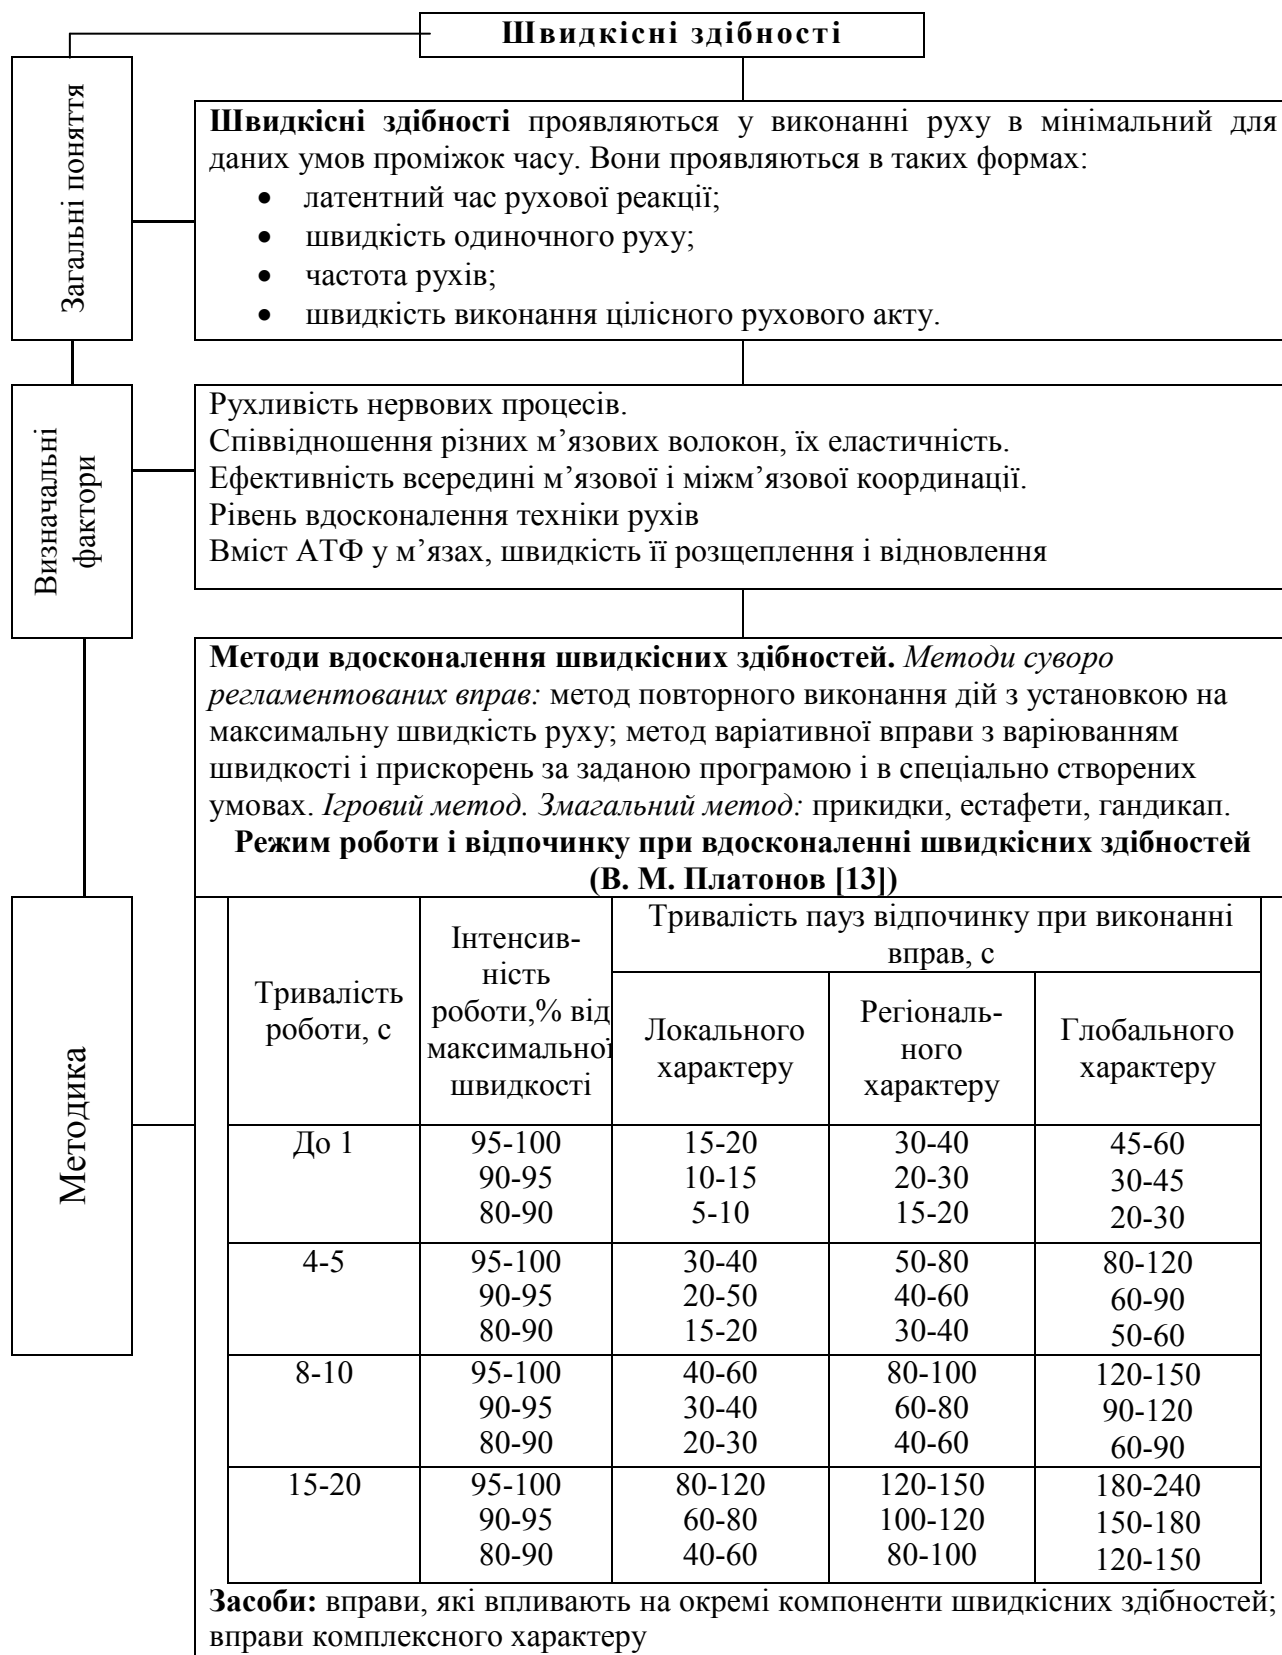 Швидкісні здібності
Загальні поняття
Швидкісні здібності проявляються у виконанні руху в мінімальний для
даних умов проміжок часу. Вони проявляються в таких формах:
• латентний час рухової реакції;
• швидкість одиночного руху;
• частота рухів;
• швидкість виконання цілісного рухового акту.
Визначальні
фактори
Рухливість нервових процесів.
Співвідношення різних м’язових волокон, їх еластичність.
Ефективність всередині м’язової і міжм’язової координації.
Рівень вдосконалення техніки рухів
Вміст АТФ у м’язах, швидкість її розщеплення і відновлення
Методика
Методи вдосконалення швидкісних здібностей. Методи суворо
регламентованих вправ: метод повторного виконання дій з установкою на
максимальну швидкість руху; метод варіативної вправи з варіюванням
швидкості і прискорень за заданою програмою і в спеціально створених
умовах. Ігровий метод. Змагальний метод: прикидки, естафети, гандикап.
Режим роботи і відпочинку при вдосконаленні швидкісних здібностей
(В. М. Платонов [13])
Тривалість
роботи, с
Інтенсив-
ність
роботи,% від
максимальної
швидкості
Тривалість пауз відпочинку при виконанні
вправ, с
Локального
характеру
Регіональ-
ного
характеру
Глобального
характеру
До 1 95-100 15-20 30-40 45-60
90-95 10-15 20-30 30-45
80-90 5-10 15-20 20-30
4-5 95-100 30-40 50-80 80-120
90-95 20-50 40-60 60-90
80-90 15-20 30-40 50-60
8-10 95-100 40-60 80-100 120-150
90-95 30-40 60-80 90-120
80-90 20-30 40-60 60-90
15-20 95-100 80-120 120-150 180-240
90-95 60-80 100-120 150-180
80-90 40-60 80-100 120-150
Засоби: вправи, які впливають на окремі компоненти швидкісних здібностей;
вправи комплексного характеру